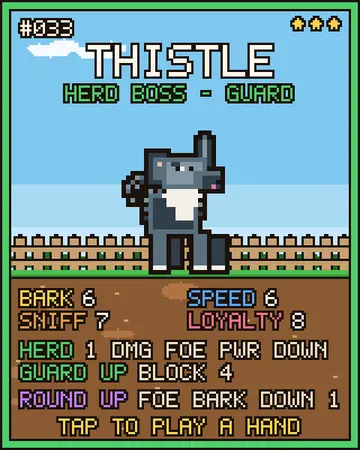 #033
THISTLE
HERD BOSS - GUARD
BARK 6 SPEED 6
SNIFF 7 LOYALTY 8
HERD 1 DMG FOE PWR DOWN
GUARD UP BLOCK 4
ROUND UP FOE BARK DOWN 1
TAP TO PLAY A HAND